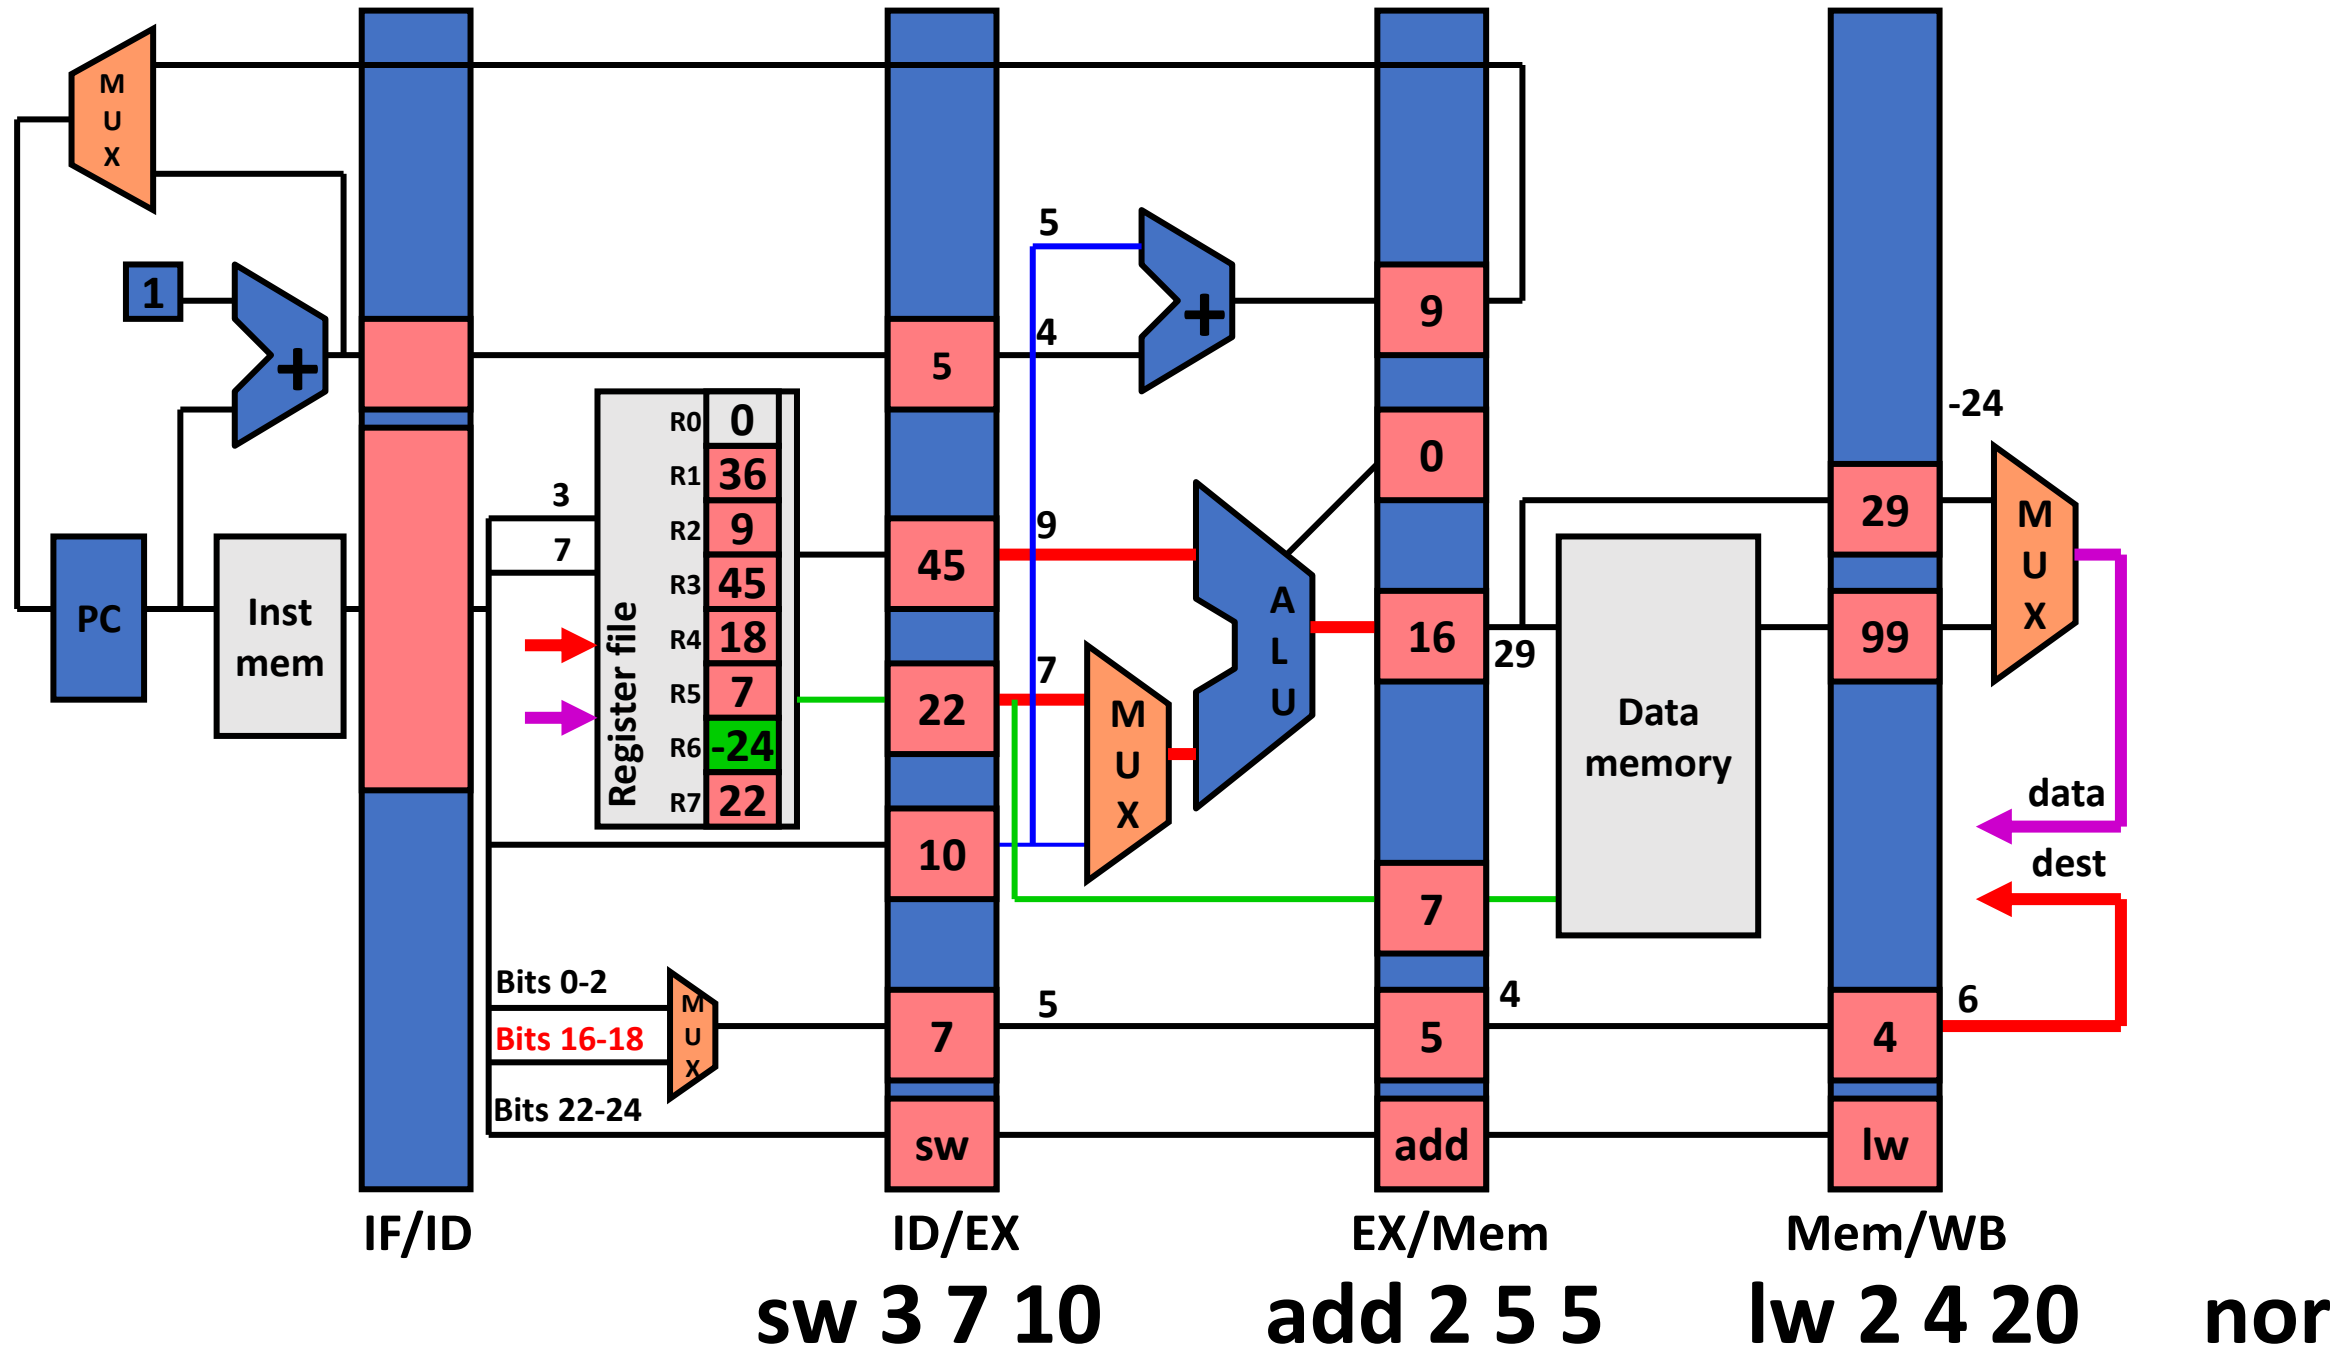 M
U
X
1
+
PC
Inst
mem
3
7
Register file
R0 0
R1 36
R2 9
R3 45
R4 18
R5 7
R6 -24
R7 22
Bits 0-2
Bits 16-18
Bits 22-24
M
U
X
5
45
22
10
7
sw
5
4
9
7
5
+
M
U
X
A
L
U
9
0
16
7
5
add
29
4
Data
memory
29
99
4
lw
-24
M
U
X
data
dest
6
IF/ID
ID/EX
EX/Mem
Mem/WB
sw 3 7 10
add 2 5 5
lw 2 4 20
nor